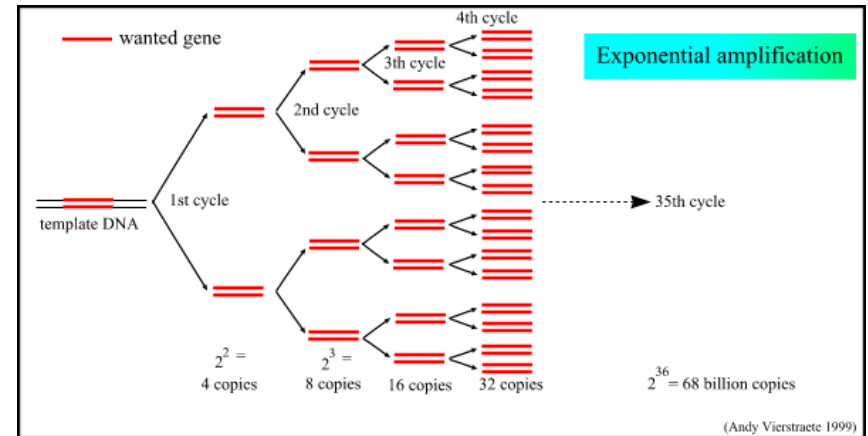 4th cycle
wanted gene
Exponential amplification
3th cycle
2nd cycle
1st cycle
35th cycle
template DNA
2^2 =
4 copies
2^3 =
8 copies
16 copies
32 copies
2^36 = 68 billion copies
(Andy Vierstraete 1999)